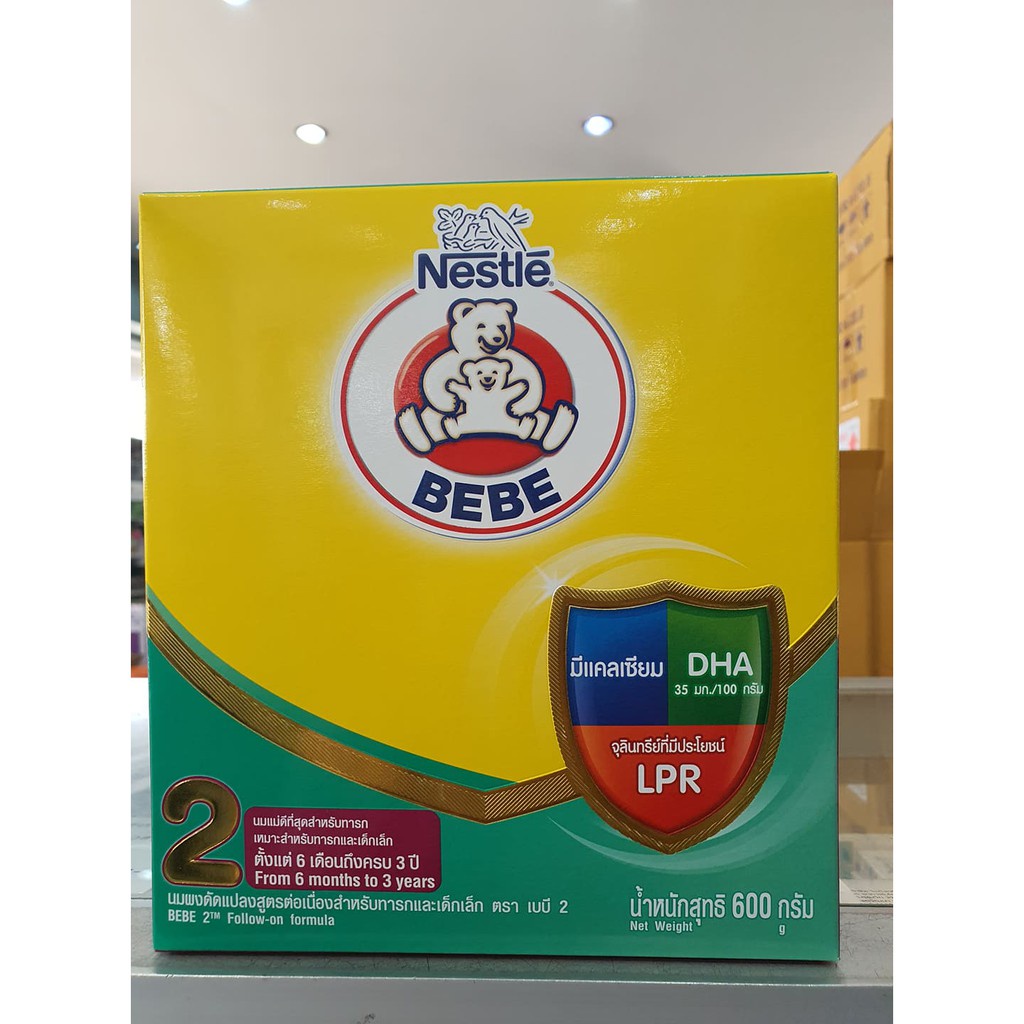 Nestlé
BEBE
มีแคลเซียม
DHA
35 มก./100 กรัม
จุลินทรีย์ที่มีประโยชน์
LPR
2
นมแม่ดีที่สุดสำหรับทารก
เหมาะสำหรับทารกและเด็กเล็ก
ตั้งแต่ 6 เดือนถึงครบ 3 ปี
From 6 months to 3 years
นมผงดัดแปลงสูตรต่อเนื่องสำหรับทารกและเด็กเล็ก ตรา เบบี 2
BEBE 2™ Follow-on formula
น้ำหนักสุทธิ 600 กรัม
Net Weight g